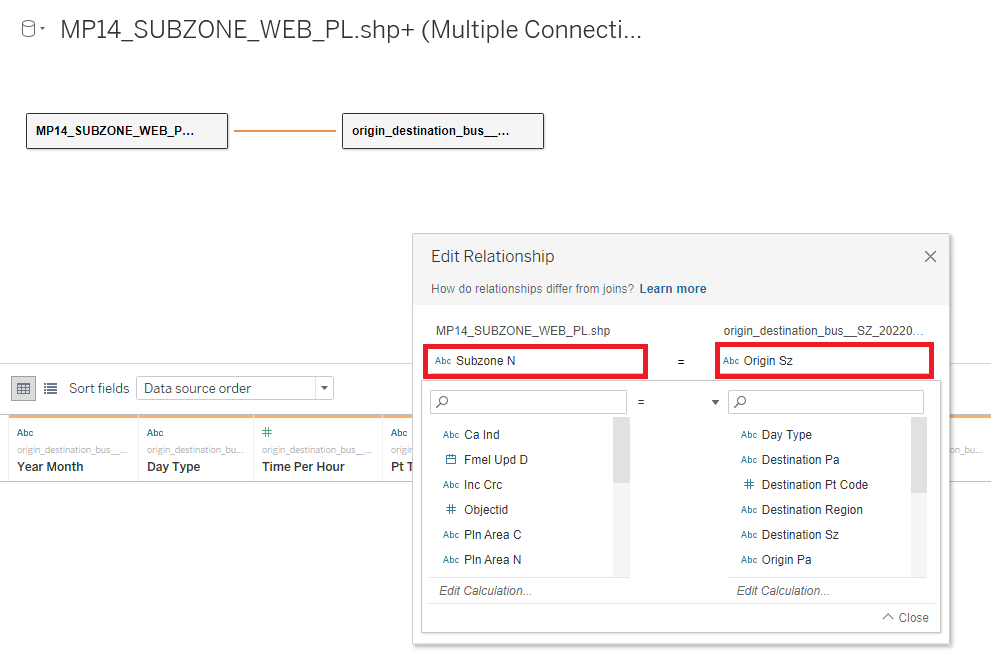 MP14_SUBZONE_WEB_PL.shp+ (Multiple Connecti...
MP14_SUBZONE_WEB_P... origin_destination_bus__...
Edit Relationship
How do relationships differ from joins? Learn more
MP14_SUBZONE_WEB_PL.shp origin_destination_bus__SZ_20220...
Abc Subzone N = Abc Origin Sz
Sort fields Data source order
=
Abc Abc # Abc
origin_destination_bus__... origin_destination_bu... origin_destination_bus__... origi on_bu...
Year Month Day Type Time Per Hour Pt T
Abc Ca Ind Abc Day Type
Fmel Upd D Abc Destination Pa
Abc Inc Crc # Destination Pt Code
# Objectid Abc Destination Region
Abc Pln Area C Abc Destination Sz
Abc Pln Area N Abc Origin Pa
Edit Calculation... Edit Calculation...
Close